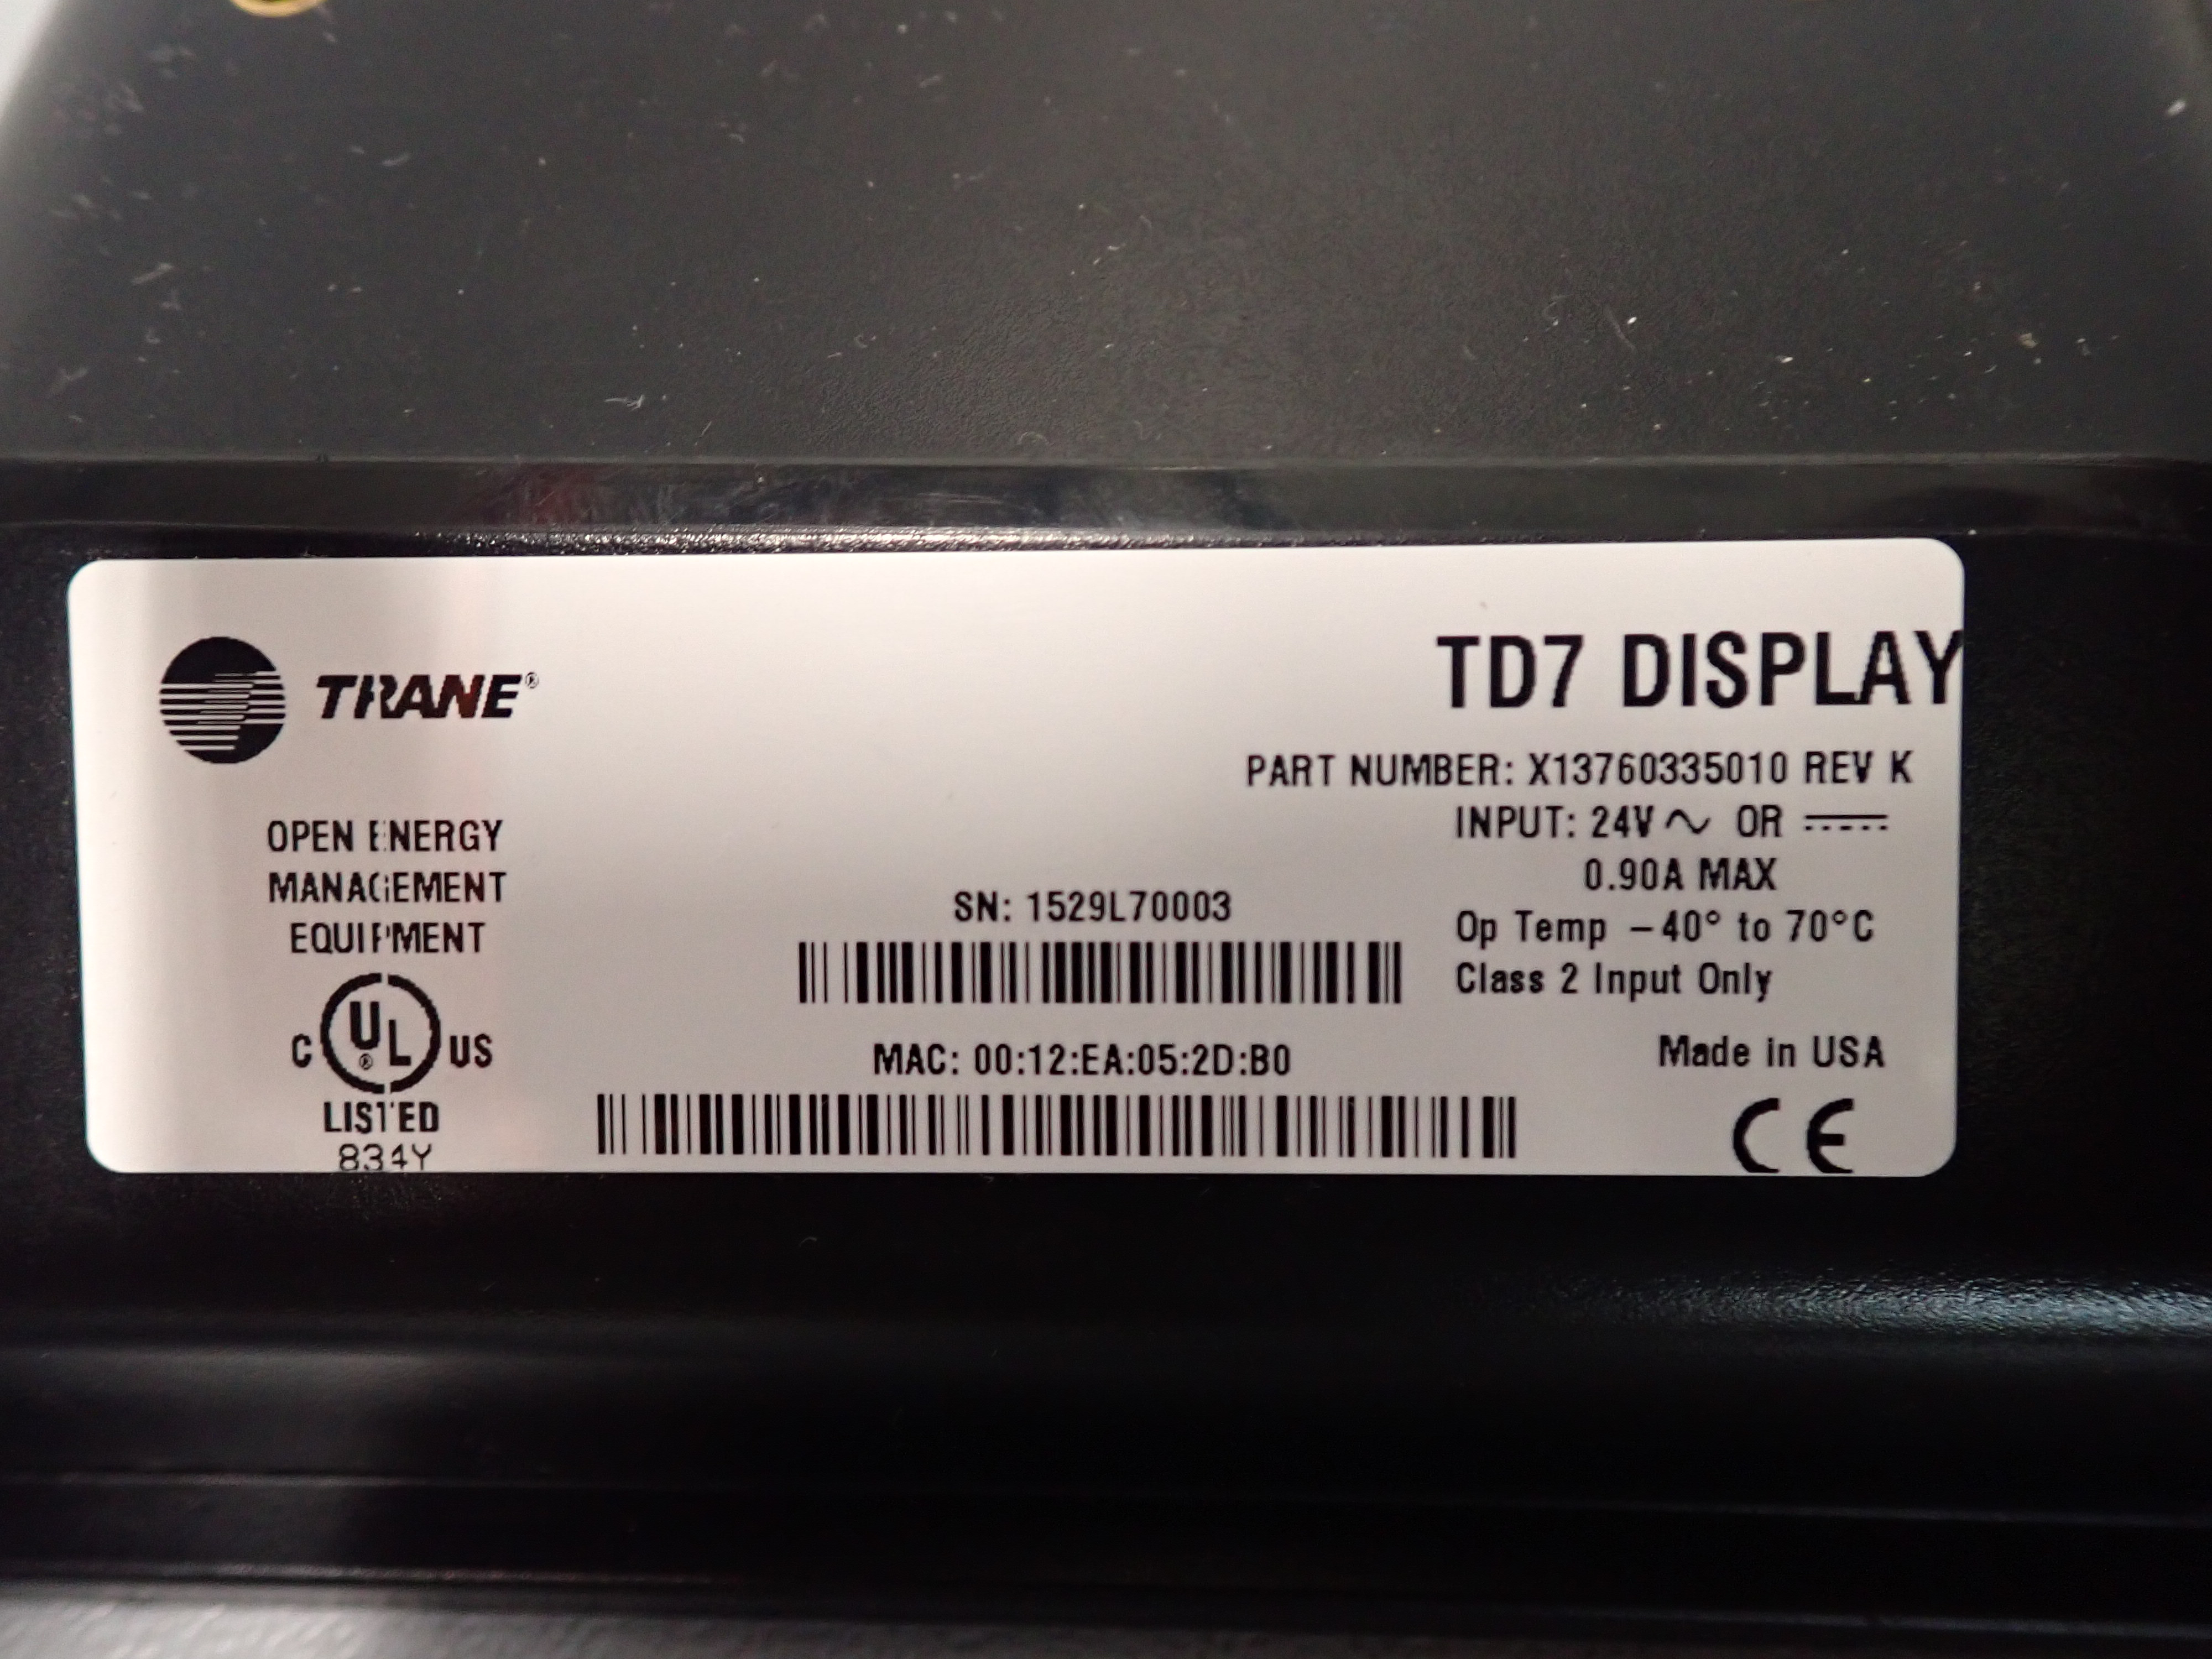 TRANE®
TD7 DISPLAY
PART NUMBER: X13760335010 REV K
INPUT: 24V ∿ OR ⎓
0.90A MAX
Op Temp -40° to 70°C
Class 2 Input Only
Made in USA
CE
OPEN ENERGY
MANAGEMENT
EQUIPMENT
C UL® US
LISTED
834Y
SN: 1529L70003
MAC: 00:12:EA:05:2D:B0